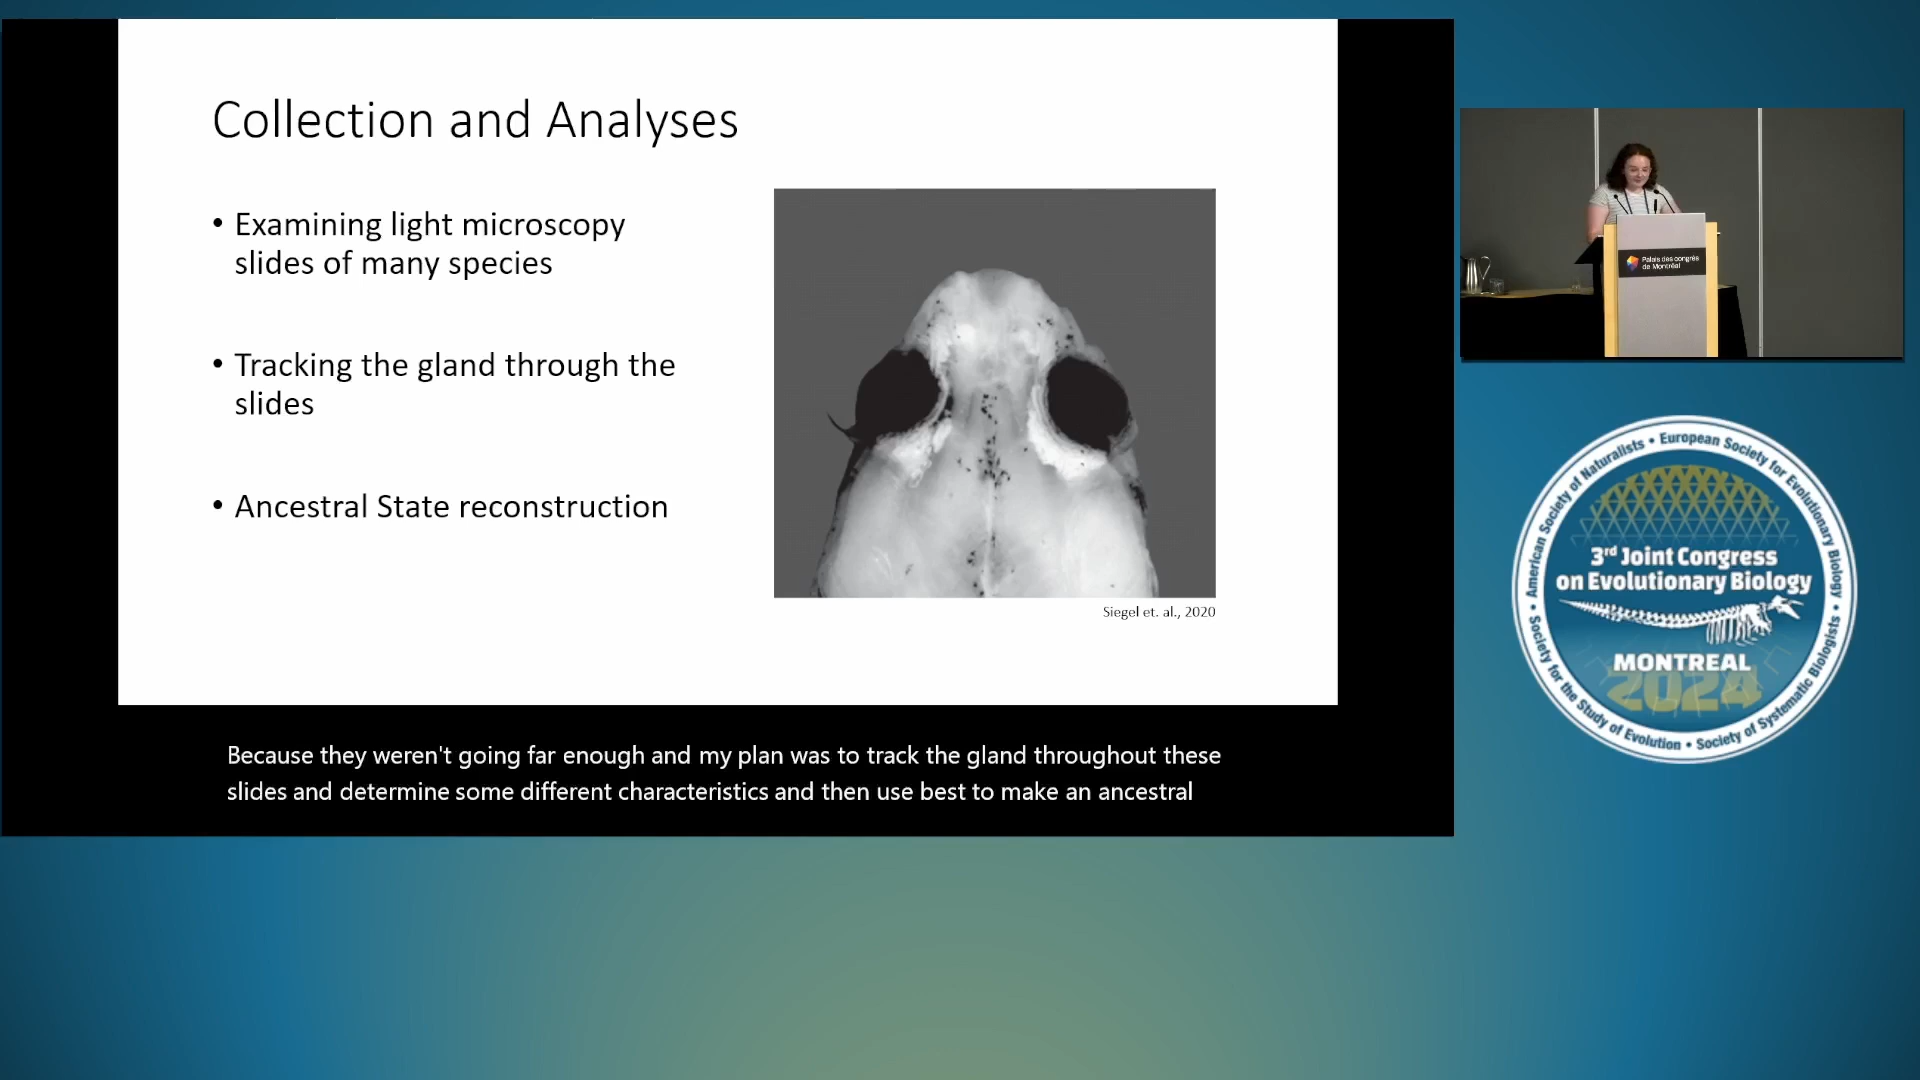 Collection and Analyses
• Examining light microscopy
slides of many species
• Tracking the gland through the
slides
• Ancestral State reconstruction
Siegel et. al., 2020
Because they weren't going far enough and my plan was to track the gland throughout these
slides and determine some different characteristics and then use best to make an ancestral
Palais des congrès
de Montréal
American Society of Naturalists • European Society for Evolutionary Biology • Society of Systematic Biologists • Society for the Study of Evolution •
3rd Joint Congress
on Evolutionary Biology
MONTREAL
2024